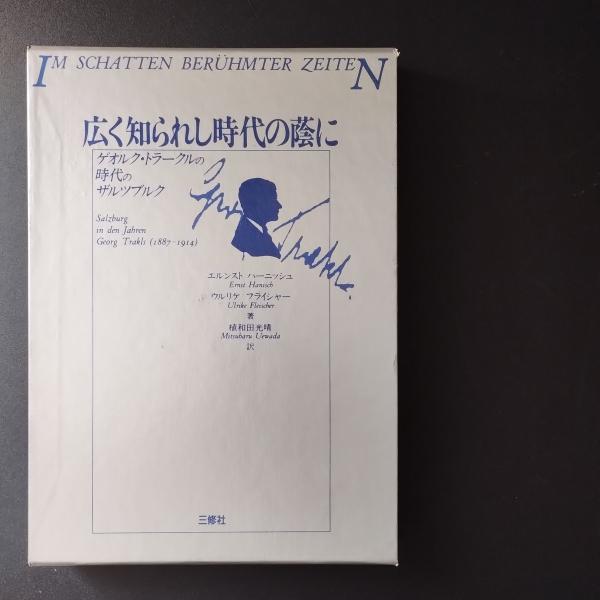 IM SCHATTEN BERÜHMTER ZEITEN
広く知られし時代の蔭に
ゲオルク・トラークルの
時代の
ザルツブルク
Salzburg
in den Jahren
Georg Trakls (1887-1914)
Georg Trakl.
エルンスト ハーニッシュ
Ernst Hanisch
ウルリケ フライシャー
Ulrike Fleischer
著
植和田光晴
Mitsuharu Uewada
訳
三修社